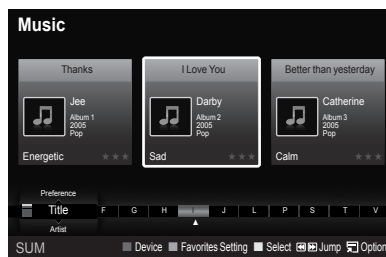 Music
Thanks
I Love You
Better than yesterday
Jee
Album 1
2005
Pop
Energetic
Darby
Album 2
2005
Pop
Sad
Catherine
Album 3
2005
Pop
Calm
Preference
Title F G H I J L P S T V
Artist
SUM Device Favorites Setting Select Jump Option